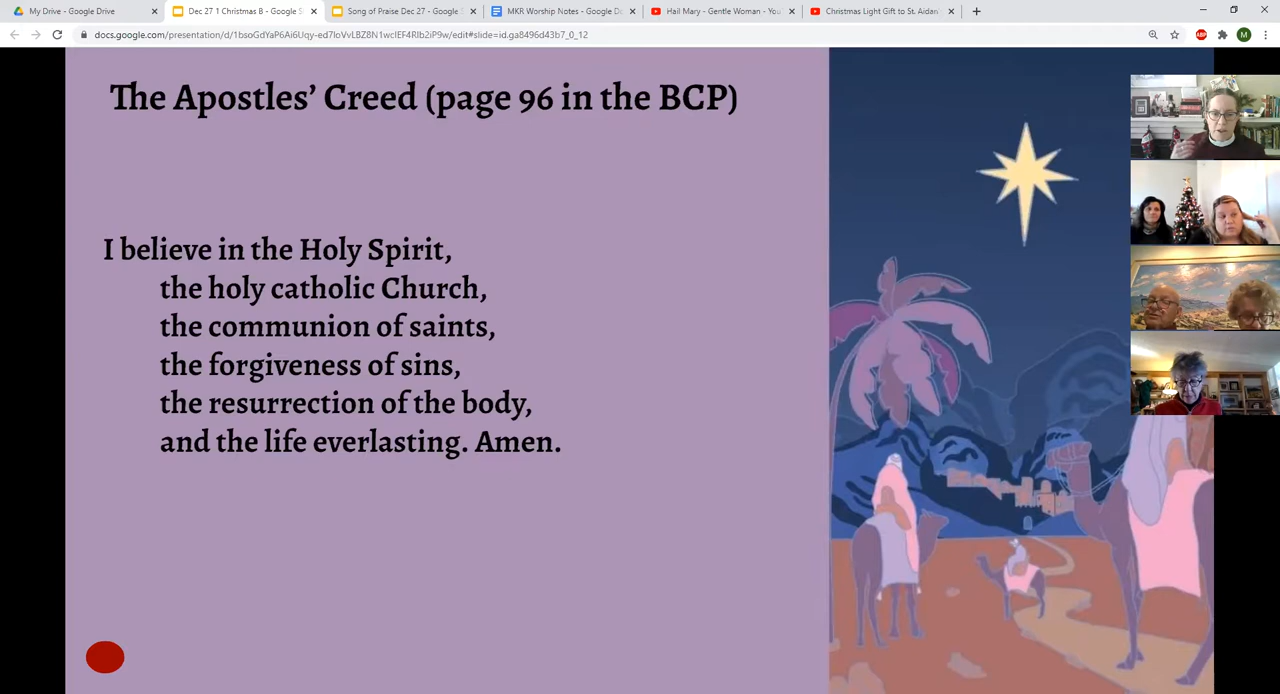 My Drive - Google Drive
Dec 27 1 Christmas B - Google S
Song of Praise Dec 27 - Google S
MKR Worship Notes - Google Do
Hail Mary - Gentle Woman - You
Christmas Light Gift to St. Aidan
docs.google.com/presentation/d/1bsoGdYaP6Ai6Uqy-ed7IoVvLBZ8N1wcIEF4Rlb2iP9w/edit#slide=id.ga8496d43b7_0_12
ABP
M
The Apostles’ Creed (page 96 in the BCP)
I believe in the Holy Spirit,
the holy catholic Church,
the communion of saints,
the forgiveness of sins,
the resurrection of the body,
and the life everlasting. Amen.